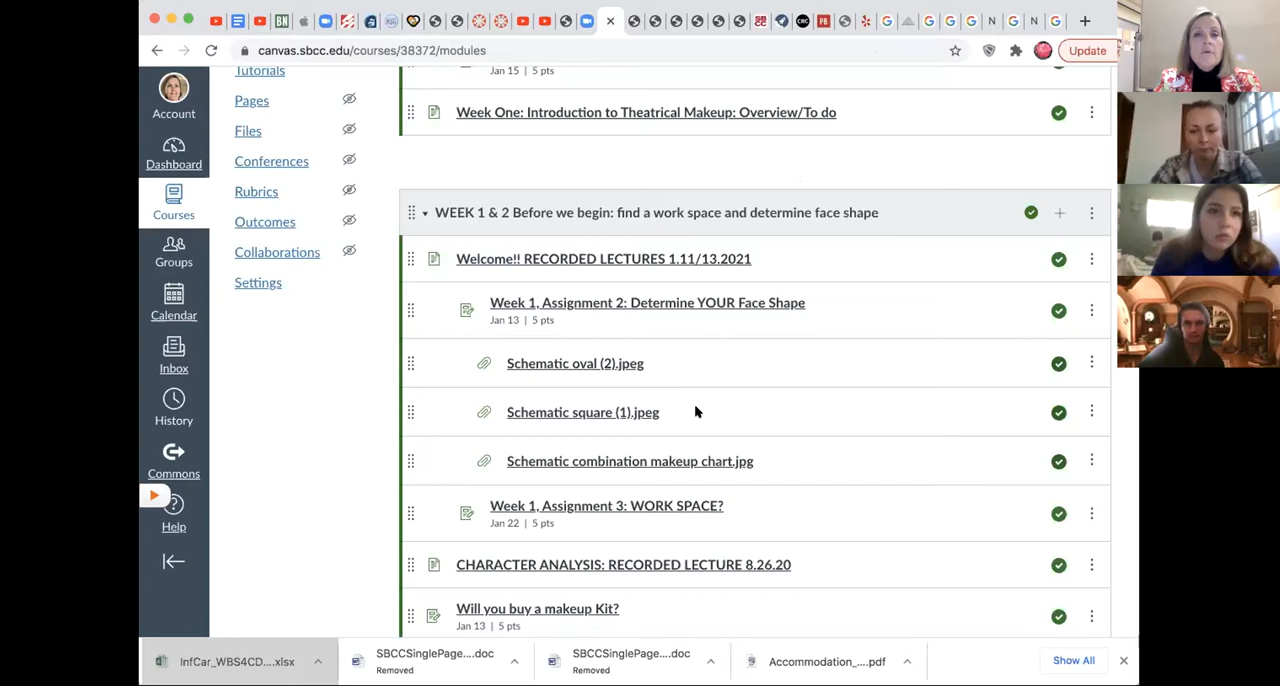 canvas.sbcc.edu/courses/38372/modules
Update
Account
Dashboard
Courses
Groups
Calendar
Inbox
History
Commons
Help
Tutorials
Pages
Files
Conferences
Rubrics
Outcomes
Collaborations
Settings
Jan 15 | 5 pts
Week One: Introduction to Theatrical Makeup: Overview/To do
WEEK 1 & 2 Before we begin: find a work space and determine face shape
Welcome!! RECORDED LECTURES 1.11/13.2021
Week 1, Assignment 2: Determine YOUR Face Shape
Jan 13 | 5 pts
Schematic oval (2).jpeg
Schematic square (1).jpeg
Schematic combination makeup chart.jpg
Week 1, Assignment 3: WORK SPACE?
Jan 22 | 5 pts
CHARACTER ANALYSIS: RECORDED LECTURE 8.26.20
Will you buy a makeup Kit?
Jan 13 | 5 pts
InfCar_WBS4CD....xlsx
SBCCSinglePage....doc
Removed
SBCCSinglePage....doc
Removed
Accommodation_....pdf
Show All